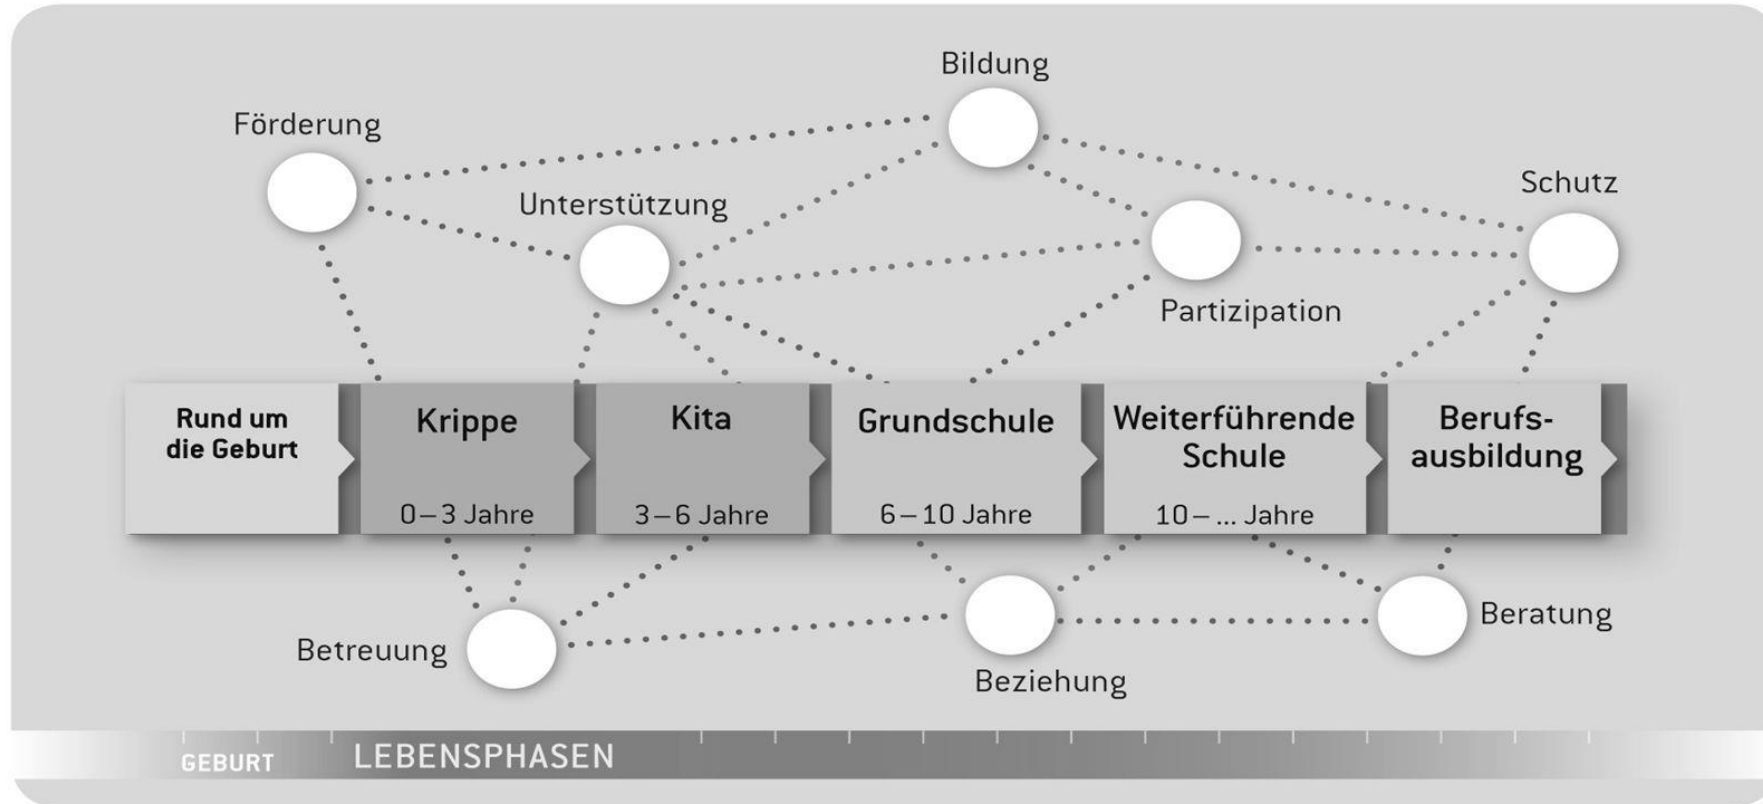 Bildung
Förderung
Schutz
Unterstützung
Partizipation
Rund um
die Geburt
Krippe
0–3 Jahre
Kita
3–6 Jahre
Grundschule
6–10 Jahre
Weiterführende
Schule
10–... Jahre
Berufs-
ausbildung
Betreuung
Beziehung
Beratung
GEBURT
LEBENSPHASEN